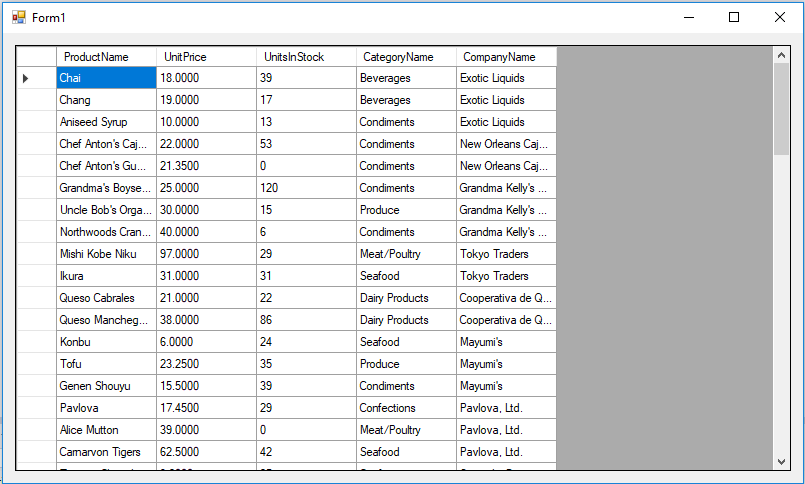 Form1
ProductName UnitPrice UnitsInStock CategoryName CompanyName
Chai 18.0000 39 Beverages Exotic Liquids
Chang 19.0000 17 Beverages Exotic Liquids
Aniseed Syrup 10.0000 13 Condiments Exotic Liquids
Chef Anton's Caj... 22.0000 53 Condiments New Orleans Caj...
Chef Anton's Gu... 21.3500 0 Condiments New Orleans Caj...
Grandma's Boyse... 25.0000 120 Condiments Grandma Kelly's ...
Uncle Bob's Orga... 30.0000 15 Produce Grandma Kelly's ...
Northwoods Cran... 40.0000 6 Condiments Grandma Kelly's ...
Mishi Kobe Niku 97.0000 29 Meat/Poultry Tokyo Traders
Ikura 31.0000 31 Seafood Tokyo Traders
Queso Cabrales 21.0000 22 Dairy Products Cooperativa de Q...
Queso Mancheg... 38.0000 86 Dairy Products Cooperativa de Q...
Konbu 6.0000 24 Seafood Mayumi's
Tofu 23.2500 35 Produce Mayumi's
Genen Shouyu 15.5000 39 Condiments Mayumi's
Pavlova 17.4500 29 Confections Pavlova, Ltd.
Alice Mutton 39.0000 0 Meat/Poultry Pavlova, Ltd.
Carnarvon Tigers 62.5000 42 Seafood Pavlova, Ltd.